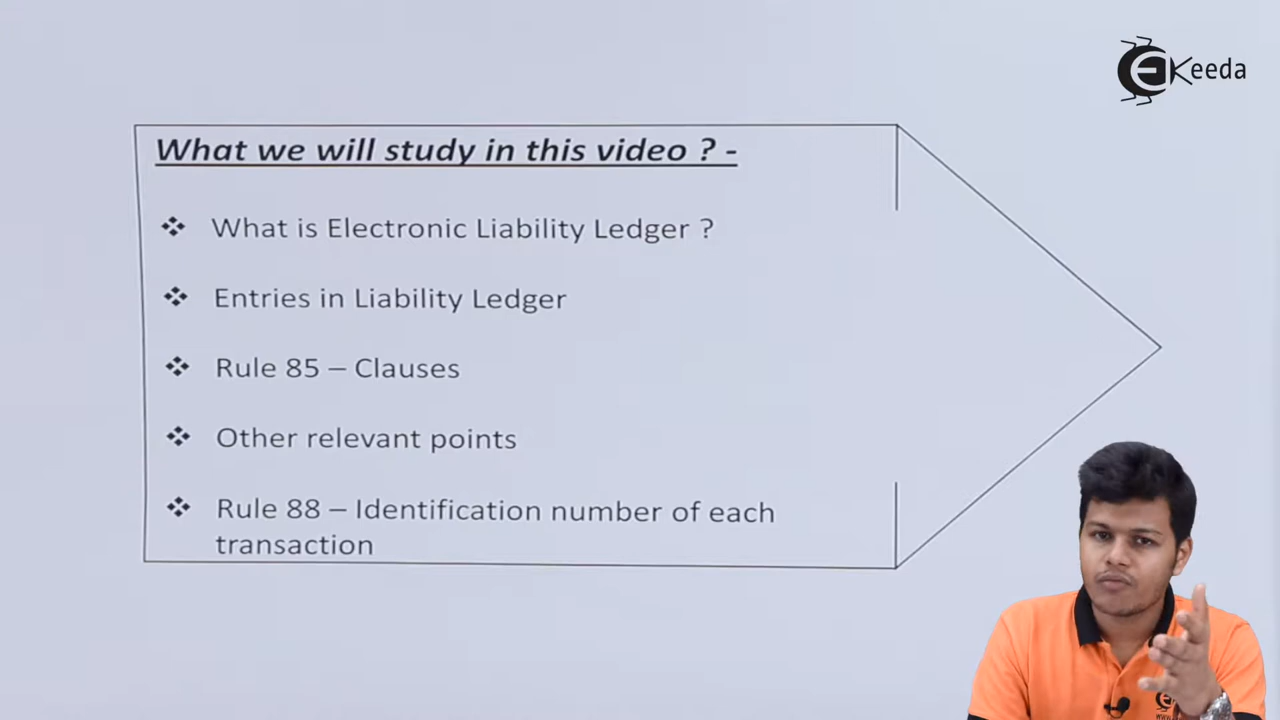 EKeeda
What we will study in this video ? -
❖ What is Electronic Liability Ledger ?
❖ Entries in Liability Ledger
❖ Rule 85 – Clauses
❖ Other relevant points
❖ Rule 88 – Identification number of each
transaction